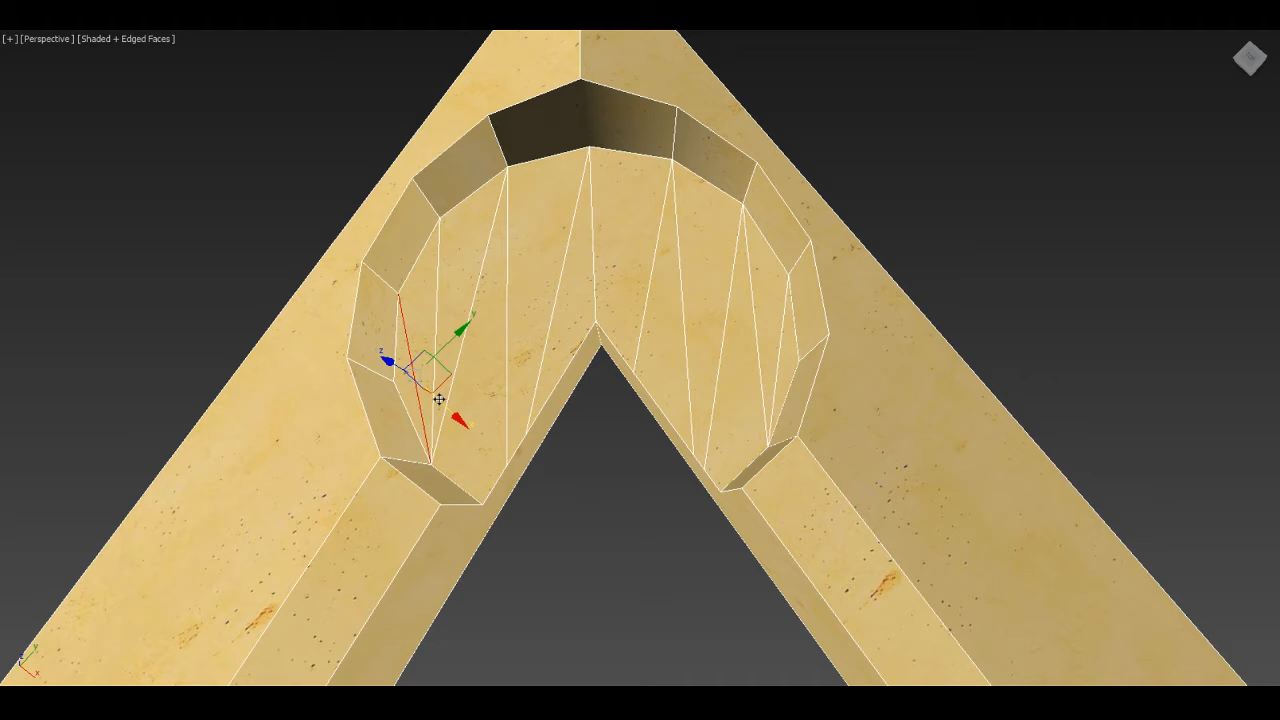 [+] [Perspective ] [Shaded + Edged Faces ]
y
z
y
z
x